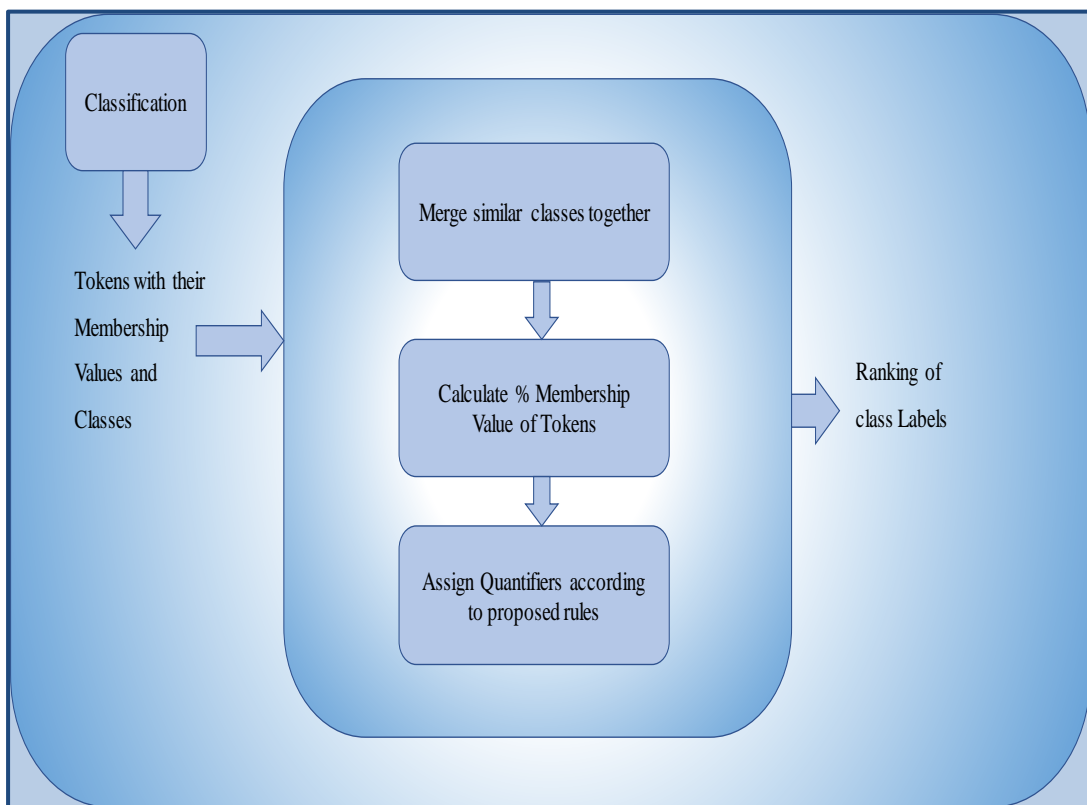 Classification
Tokens with their
Membership
Values and
Classes
Merge similar classes together
Calculate % Membership
Value of Tokens
Assign Quantifiers according
to proposed rules
Ranking of
class Labels